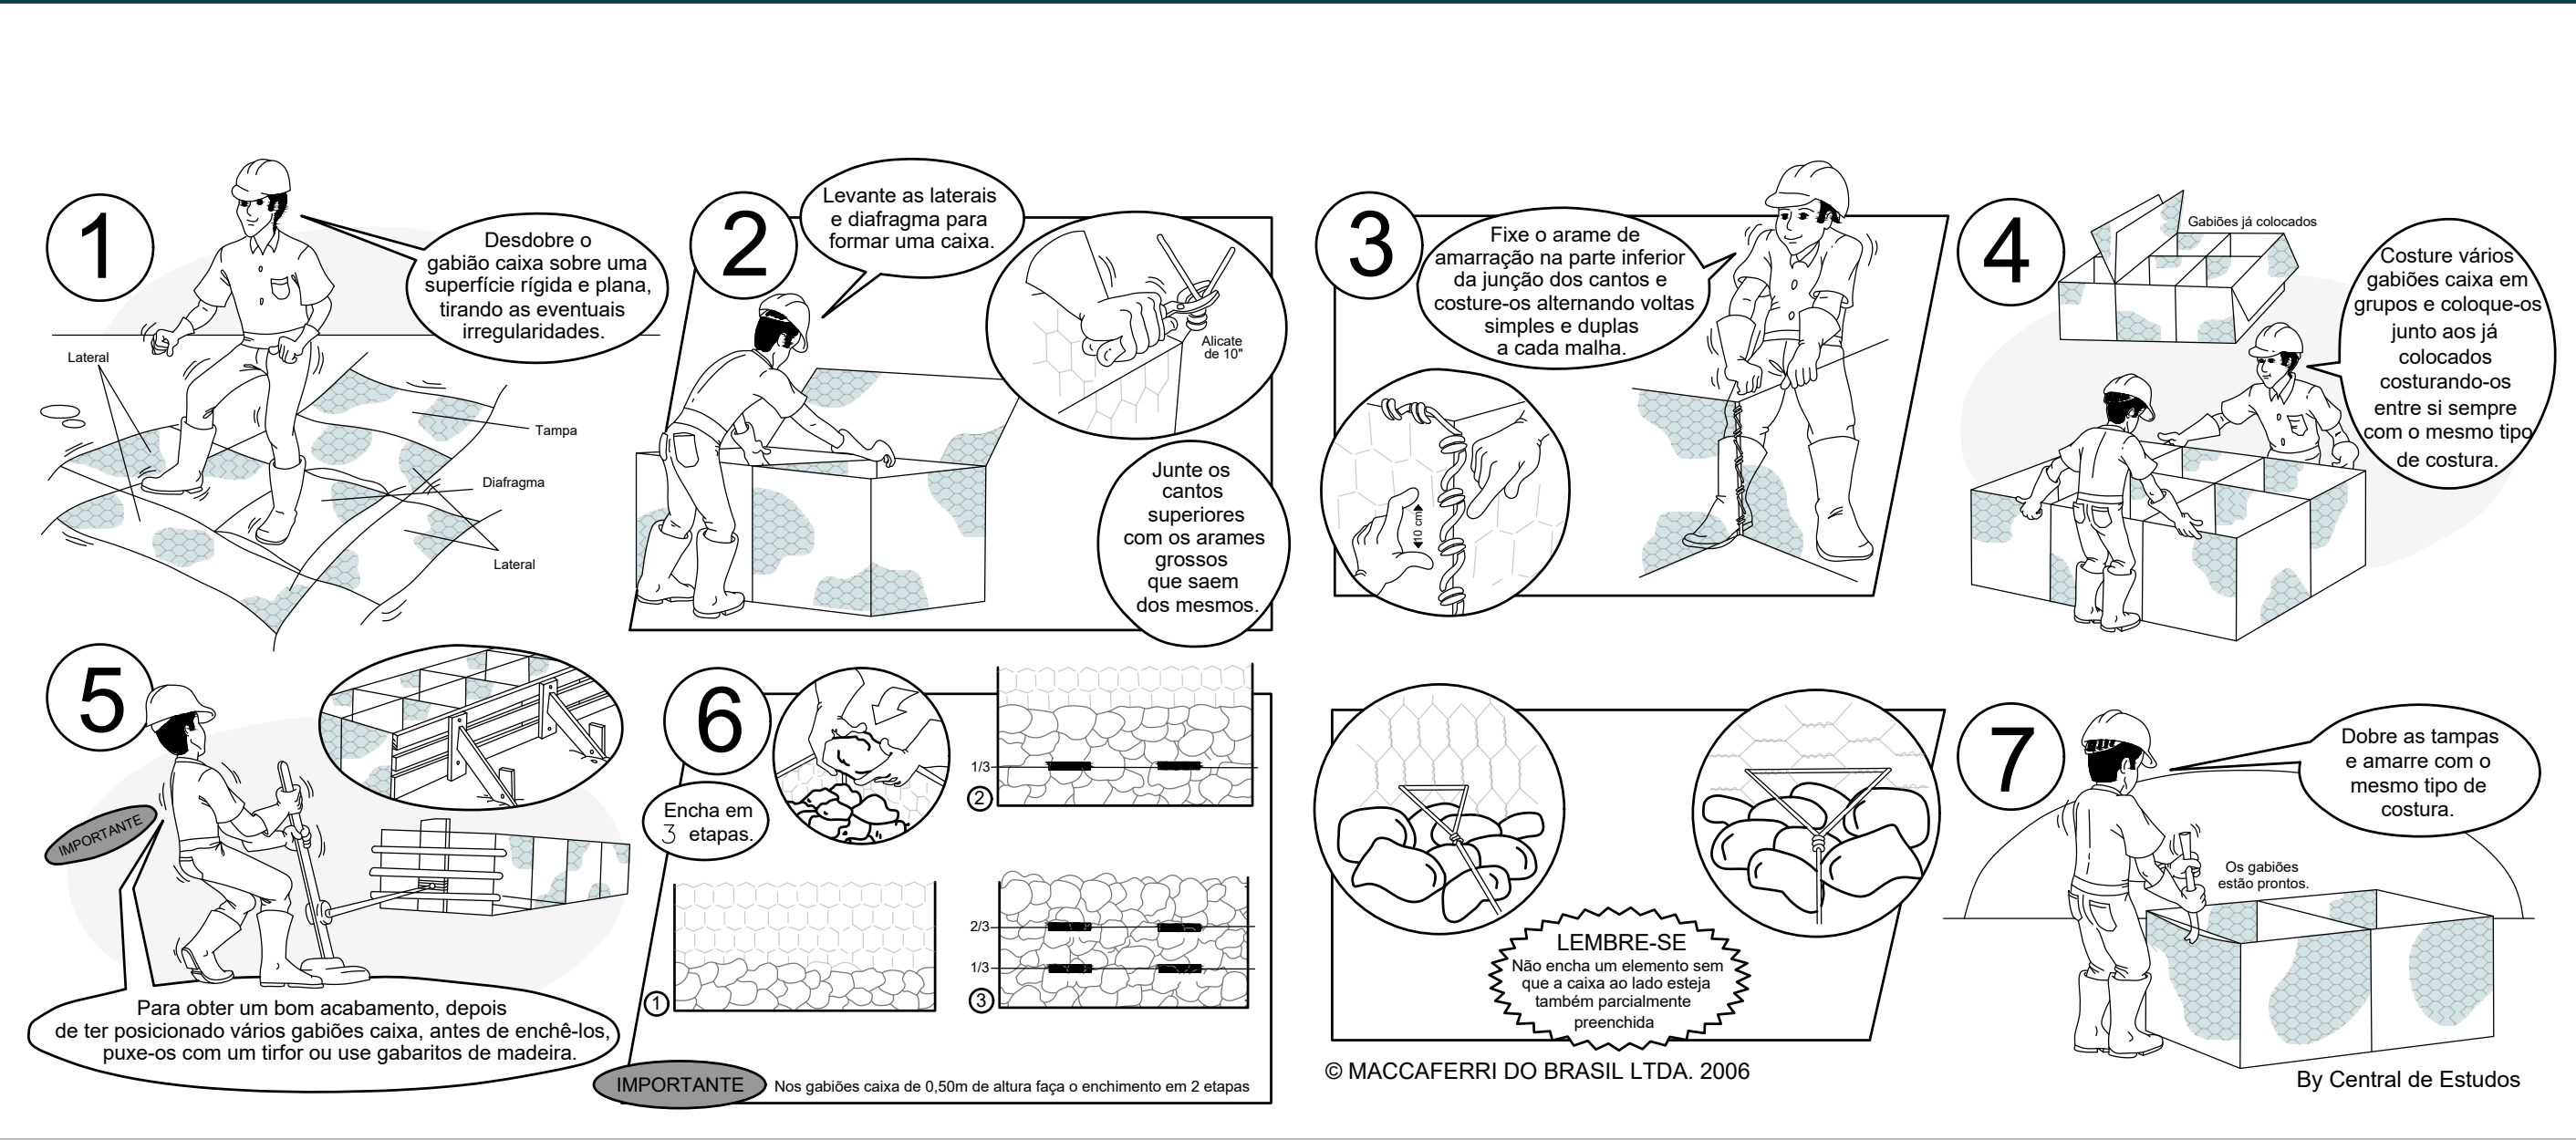 1
Desdobre o
gabião caixa sobre uma
superfície rígida e plana,
tirando as eventuais
irregularidades.
Lateral
Tampa
Diafragma
Lateral
2
Levante as laterais
e diafragma para
formar uma caixa.
Alicate
de 10"
Junte os
cantos
superiores
com os arames
grossos
que saem
dos mesmos.
3
Fixe o arame de
amarração na parte inferior
da junção dos cantos e
costure-os alternando voltas
simples e duplas
a cada malha.
10 cm
4
Gabiões já colocados
Costure vários
gabiões caixa em
grupos e coloque-os
junto aos já
colocados
costurando-os
entre si sempre
com o mesmo tipo
de costura.
5
IMPORTANTE
Para obter um bom acabamento, depois
de ter posicionado vários gabiões caixa, antes de enchê-los,
puxe-os com um tirfor ou use gabaritos de madeira.
6
Encha em
3 etapas.
1
1/3
2
2/3
1/3
3
IMPORTANTE
Nos gabiões caixa de 0,50m de altura faça o enchimento em 2 etapas
LEMBRE-SE
Não encha um elemento sem
que a caixa ao lado esteja
também parcialmente
preenchida
© MACCAFERRI DO BRASIL LTDA. 2006
7
Dobre as tampas
e amarre com o
mesmo tipo de
costura.
Os gabiões
estão prontos.
By Central de Estudos